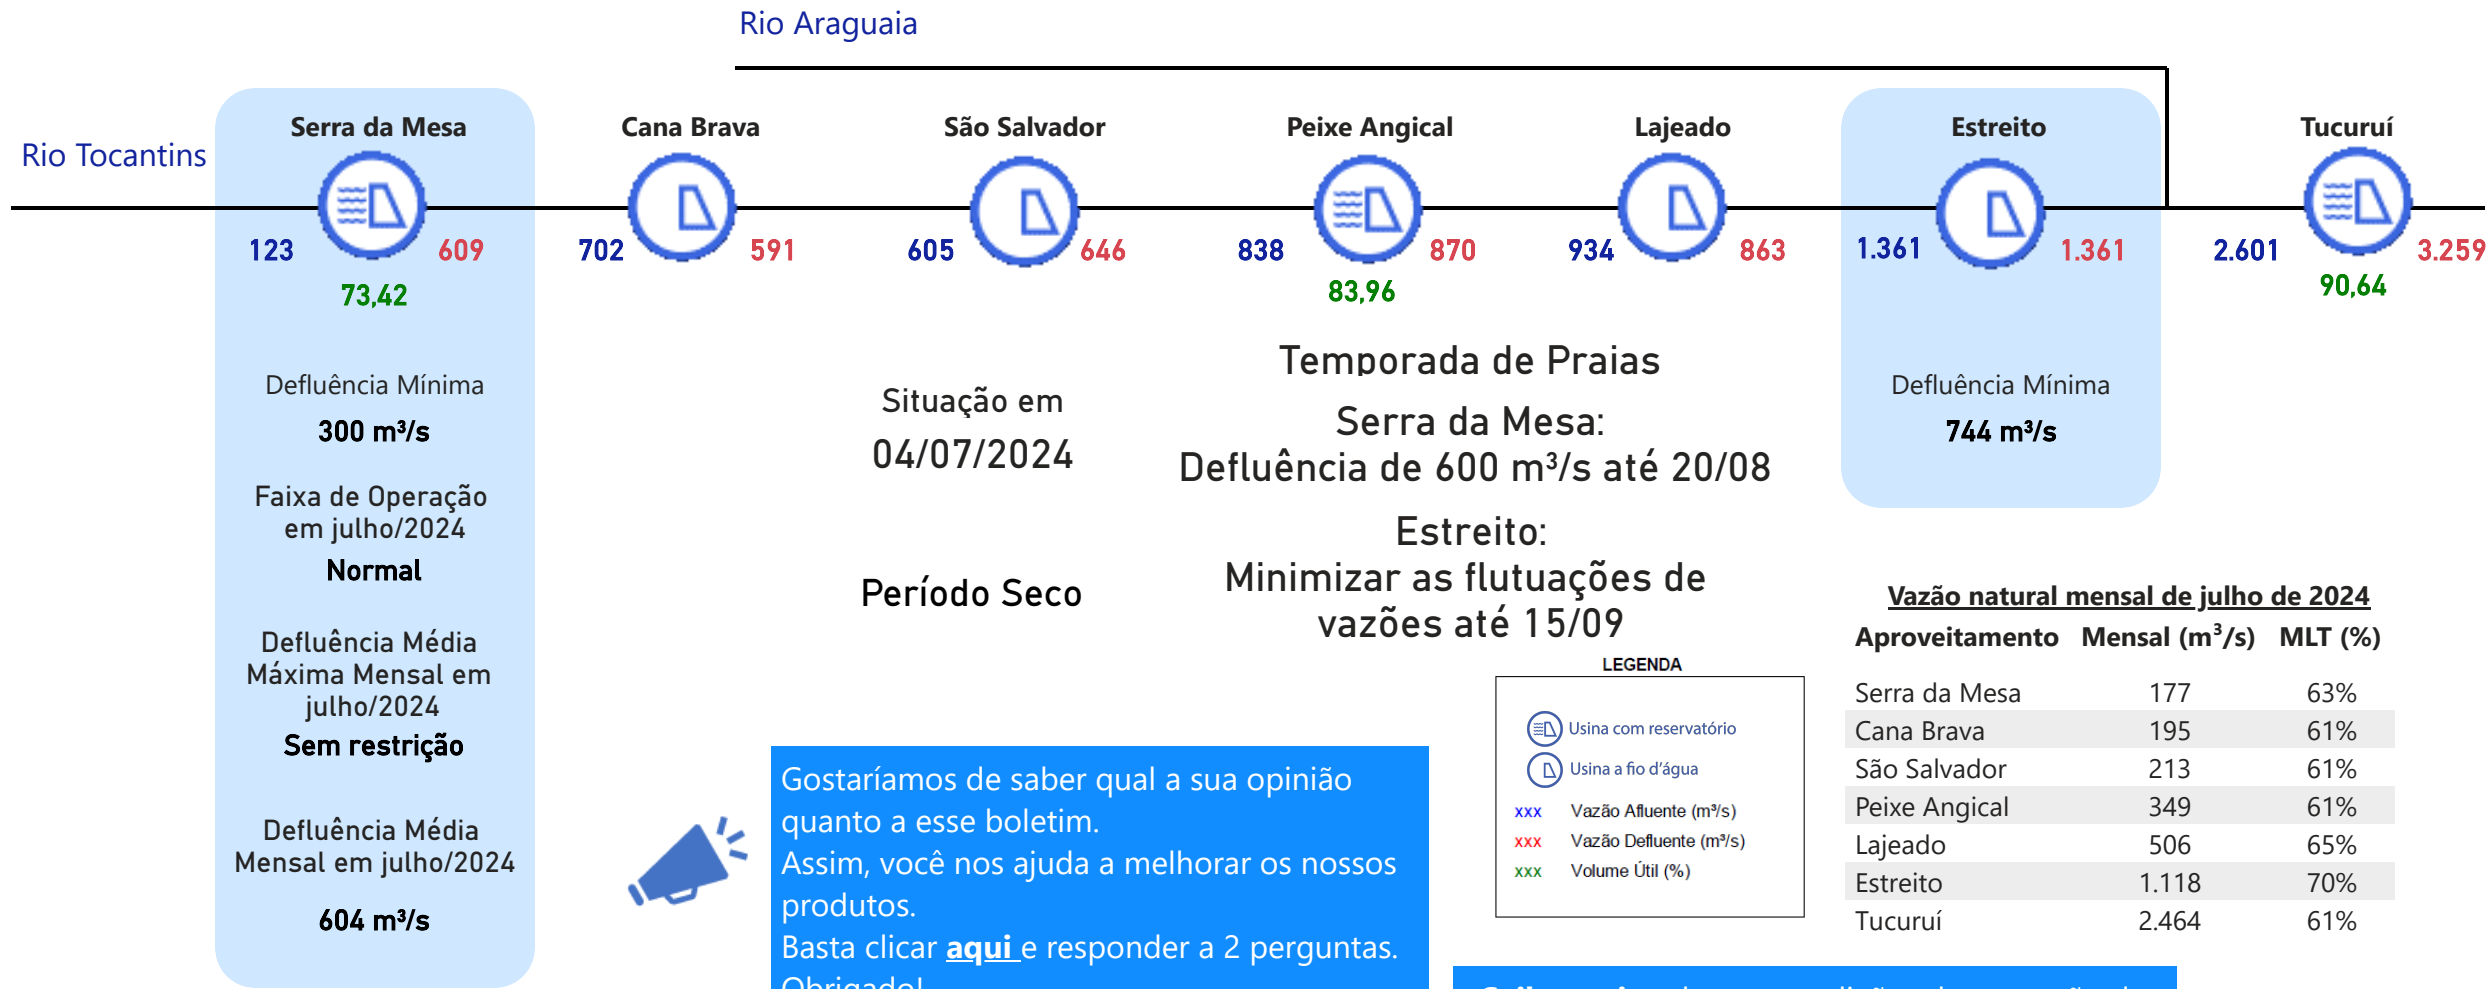 Rio Araguaia
Rio Tocantins
Serra da Mesa
Cana Brava
São Salvador
Peixe Angical
Lajeado
Estreito
Tucuruí
123 609
702 591
605 646
838 870
934 863
1.361 1.361
2.601 3.259
73,42
83,96
90,64
Defluência Mínima
300 m³/s
Faixa de Operação
em julho/2024
Normal
Defluência Média
Máxima Mensal em
julho/2024
Sem restrição
Defluência Média
Mensal em julho/2024
604 m³/s
Situação em
04/07/2024
Período Seco
Temporada de Praias
Serra da Mesa:
Defluência de 600 m³/s até 20/08
Estreito:
Minimizar as flutuações de
vazões até 15/09
Defluência Mínima
744 m³/s
LEGENDA
Usina com reservatório
Usina a fio d'água
xxx Vazão Afluente (m³/s)
xxx Vazão Defluente (m³/s)
xxx Volume Útil (%)
Vazão natural mensal de julho de 2024
Aproveitamento Mensal (m³/s) MLT (%)
Serra da Mesa 177 63%
Cana Brava 195 61%
São Salvador 213 61%
Peixe Angical 349 61%
Lajeado 506 65%
Estreito 1.118 70%
Tucuruí 2.464 61%
Gostaríamos de saber qual a sua opinião
quanto a esse boletim.
Assim, você nos ajuda a melhorar os nossos
produtos.
Basta clicar aqui e responder a 2 perguntas.
Obrigado!